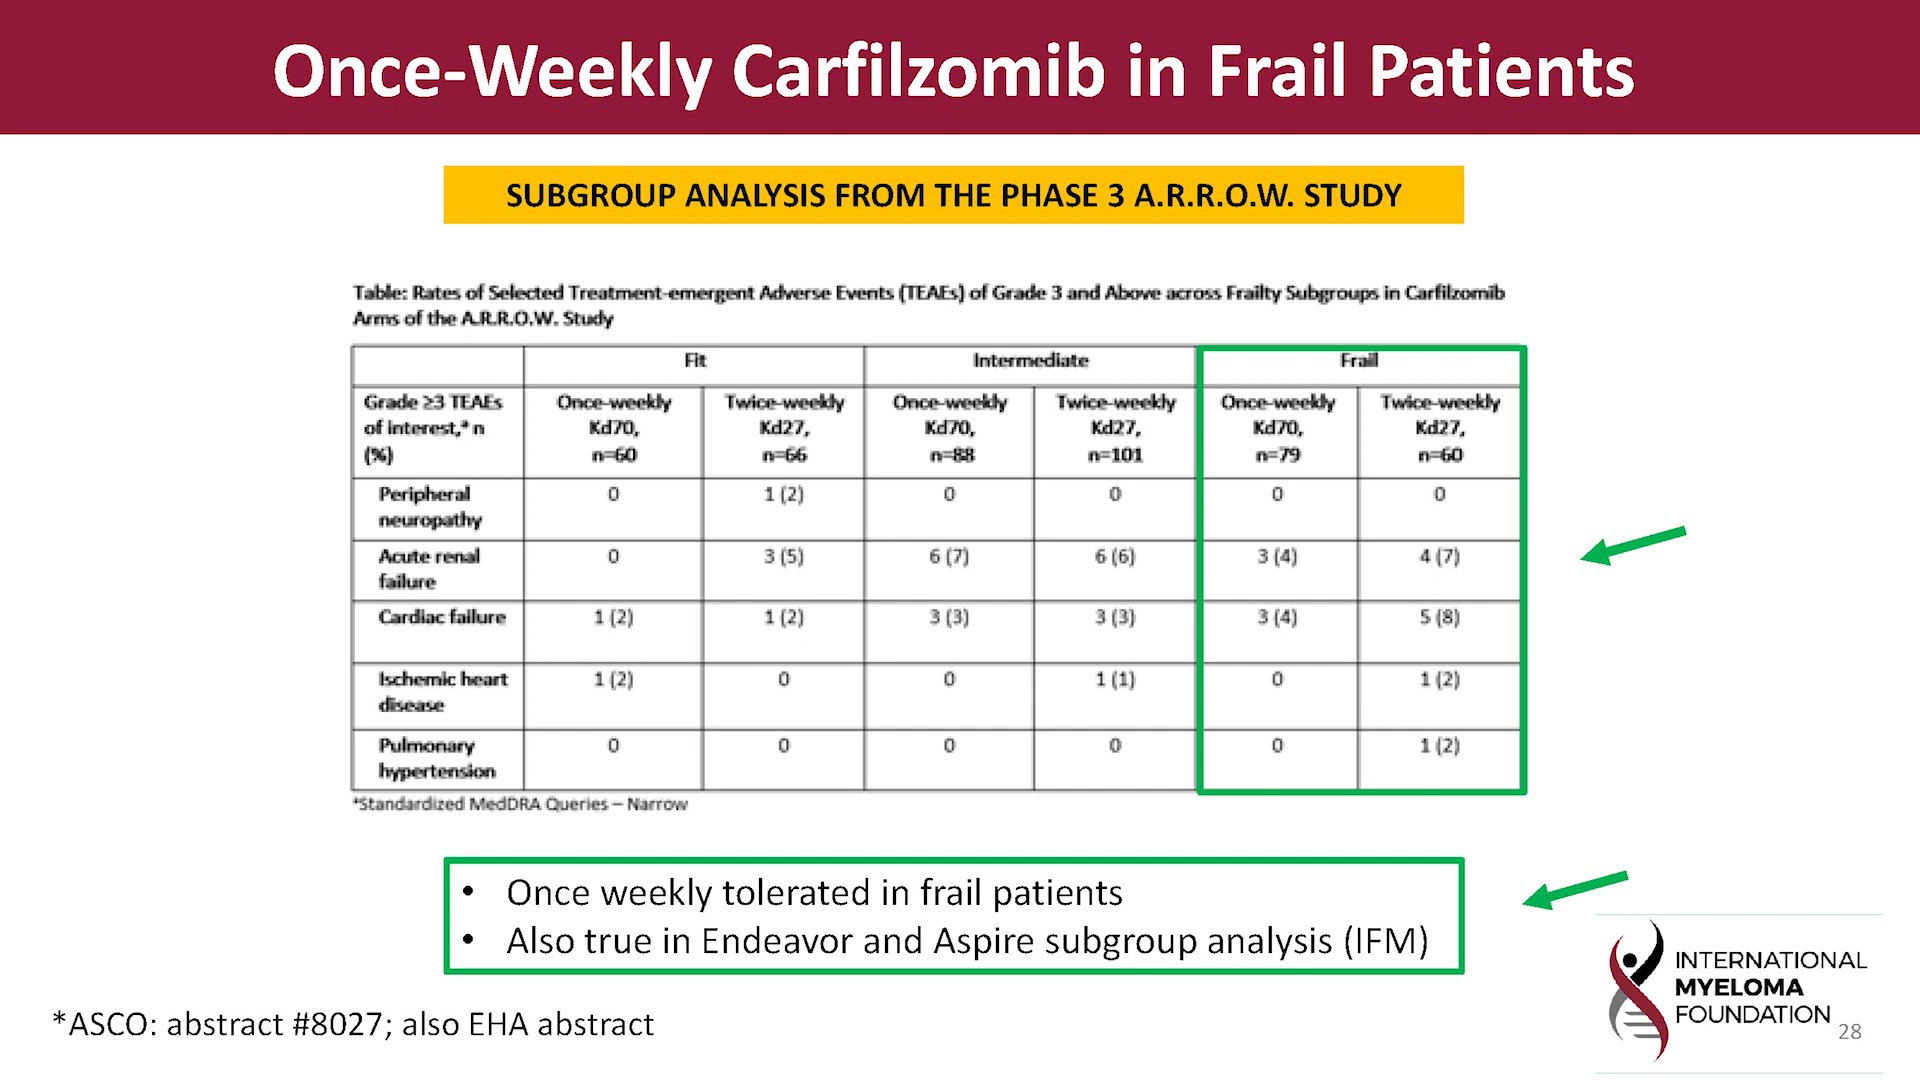 Once-Weekly Carfilzomib in Frail Patients
SUBGROUP ANALYSIS FROM THE PHASE 3 A.R.R.O.W. STUDY
Table: Rates of Selected Treatment-emergent Adverse Events (TEAEs) of Grade 3 and Above across Frailty Subgroups in Carfilzomib
Arms of the A.R.R.O.W. Study
Fit Intermediate Frail
Grade ≥3 TEAEs of interest,ª n (%) Once-weekly Kd70, n=60 Twice-weekly Kd27, n=66 Once-weekly Kd70, n=88 Twice-weekly Kd27, n=101 Once-weekly Kd70, n=79 Twice-weekly Kd27, n=60
Peripheral neuropathy 0 1 (2) 0 0 0 0
Acute renal failure 0 3 (5) 6 (7) 6 (6) 3 (4) 4 (7)
Cardiac failure 1 (2) 1 (2) 3 (3) 3 (3) 3 (4) 5 (8)
Ischemic heart disease 1 (2) 0 0 1 (1) 0 1 (2)
Pulmonary hypertension 0 0 0 0 0 1 (2)
ªStandardized MedDRA Queries – Narrow
• Once weekly tolerated in frail patients
• Also true in Endeavor and Aspire subgroup analysis (IFM)
*ASCO: abstract #8027; also EHA abstract
INTERNATIONAL
MYELOMA
FOUNDATION
28